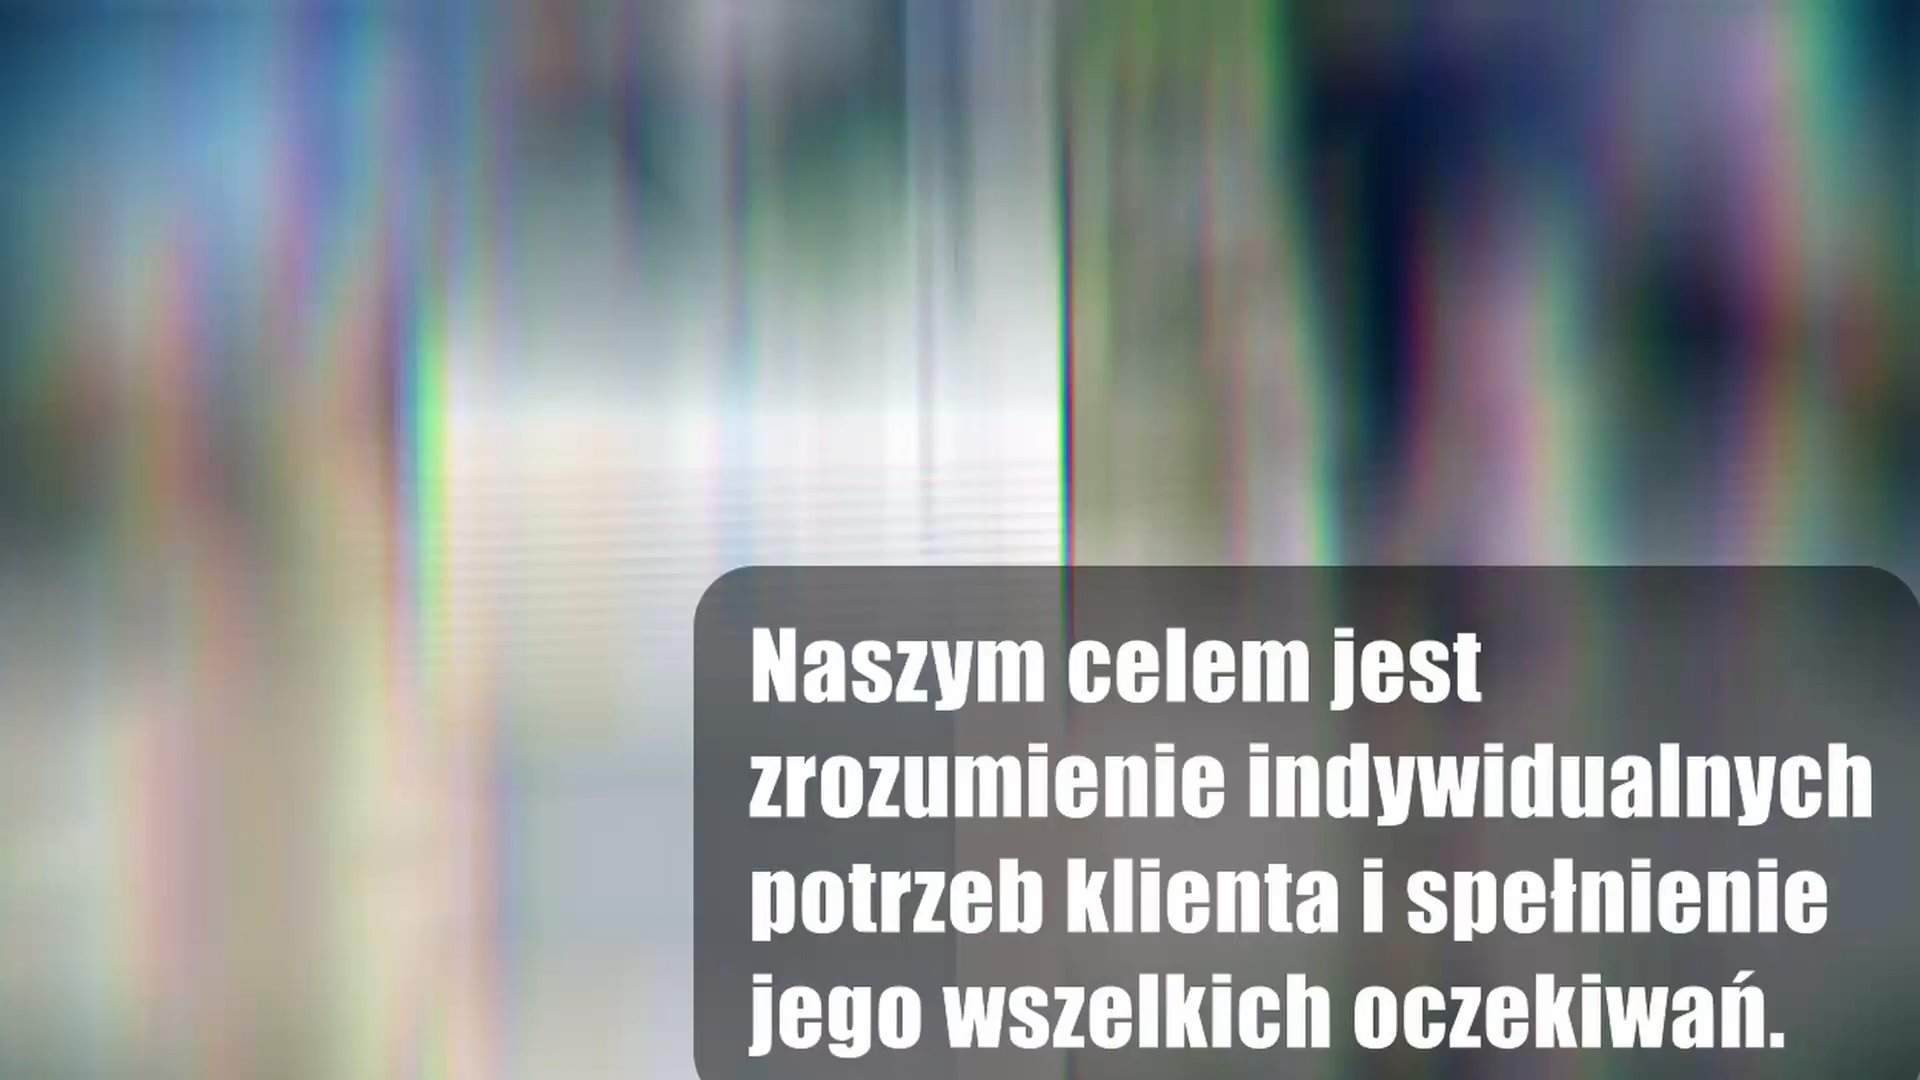 Naszym celem jest
zrozumienie indywidualnych
potrzeb klienta i spełnienie
jego wszelkich oczekiwań.